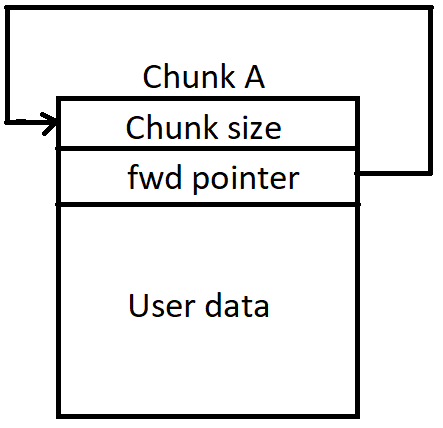 Chunk A
Chunk size
fwd pointer
User data